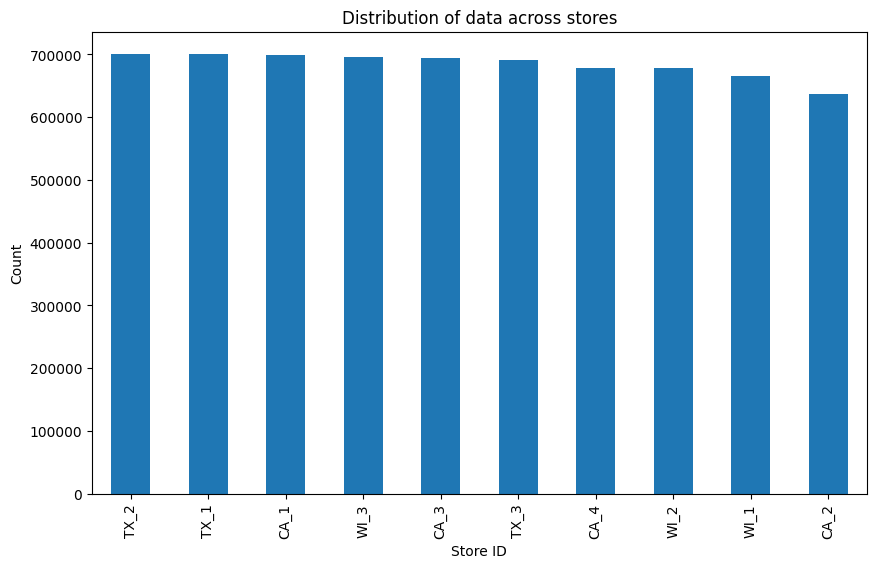 Distribution of data across stores
Count
700000
600000
500000
400000
300000
200000
100000
0
TX_2
TX_1
CA_1
WI_3
CA_3
TX_3
CA_4
WI_2
WI_1
CA_2
Store ID